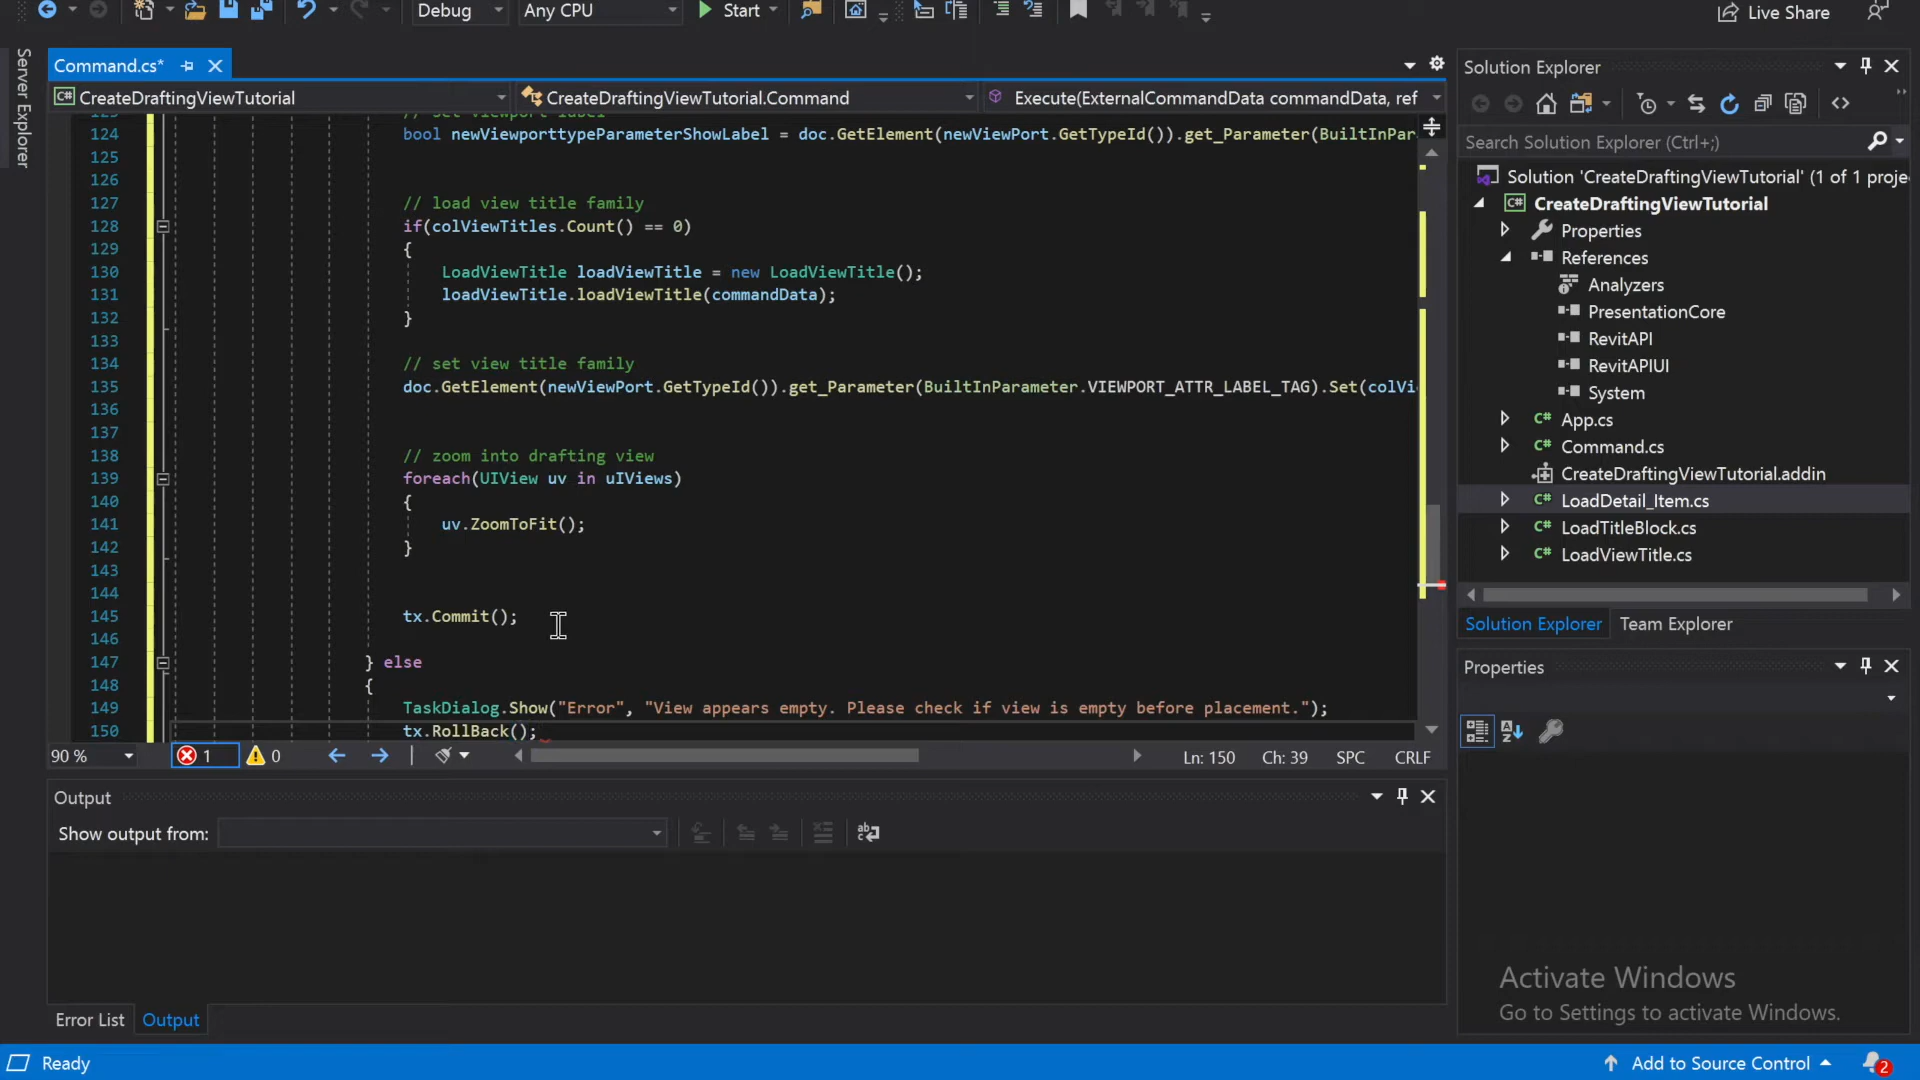 Debug
Any CPU
Start
Live Share
Server Explorer
Command.cs*
CreateDraftingViewTutorial
CreateDraftingViewTutorial.Command
Execute(ExternalCommandData commandData, ref
// set viewport label
124 bool newViewporttypeParameterShowLabel = doc.GetElement(newViewPort.GetTypeId()).get_Parameter(BuiltInPar
125
126
127 // load view title family
128 if(colViewTitles.Count() == 0)
129 {
130 LoadViewTitle loadViewTitle = new LoadViewTitle();
131 loadViewTitle.loadViewTitle(commandData);
132 }
133
134 // set view title family
135 doc.GetElement(newViewPort.GetTypeId()).get_Parameter(BuiltInParameter.VIEWPORT_ATTR_LABEL_TAG).Set(colVi
136
137
138 // zoom into drafting view
139 foreach(UIView uv in uIViews)
140 {
141 uv.ZoomToFit();
142 }
143
144
145 tx.Commit();
146
147 } else
148 {
149 TaskDialog.Show("Error", "View appears empty. Please check if view is empty before placement.");
150 tx.RollBack();
90 %
1
0
Ln: 150
Ch: 39
SPC
CRLF
Output
Show output from:
Error List
Output
Solution Explorer
Search Solution Explorer (Ctrl+;)
Solution 'CreateDraftingViewTutorial' (1 of 1 proje
C# CreateDraftingViewTutorial
Properties
References
Analyzers
PresentationCore
RevitAPI
RevitAPIUI
System
C# App.cs
C# Command.cs
CreateDraftingViewTutorial.addin
C# LoadDetail_Item.cs
C# LoadTitleBlock.cs
C# LoadViewTitle.cs
Solution Explorer
Team Explorer
Properties
Activate Windows
Go to Settings to activate Windows.
Ready
Add to Source Control
2